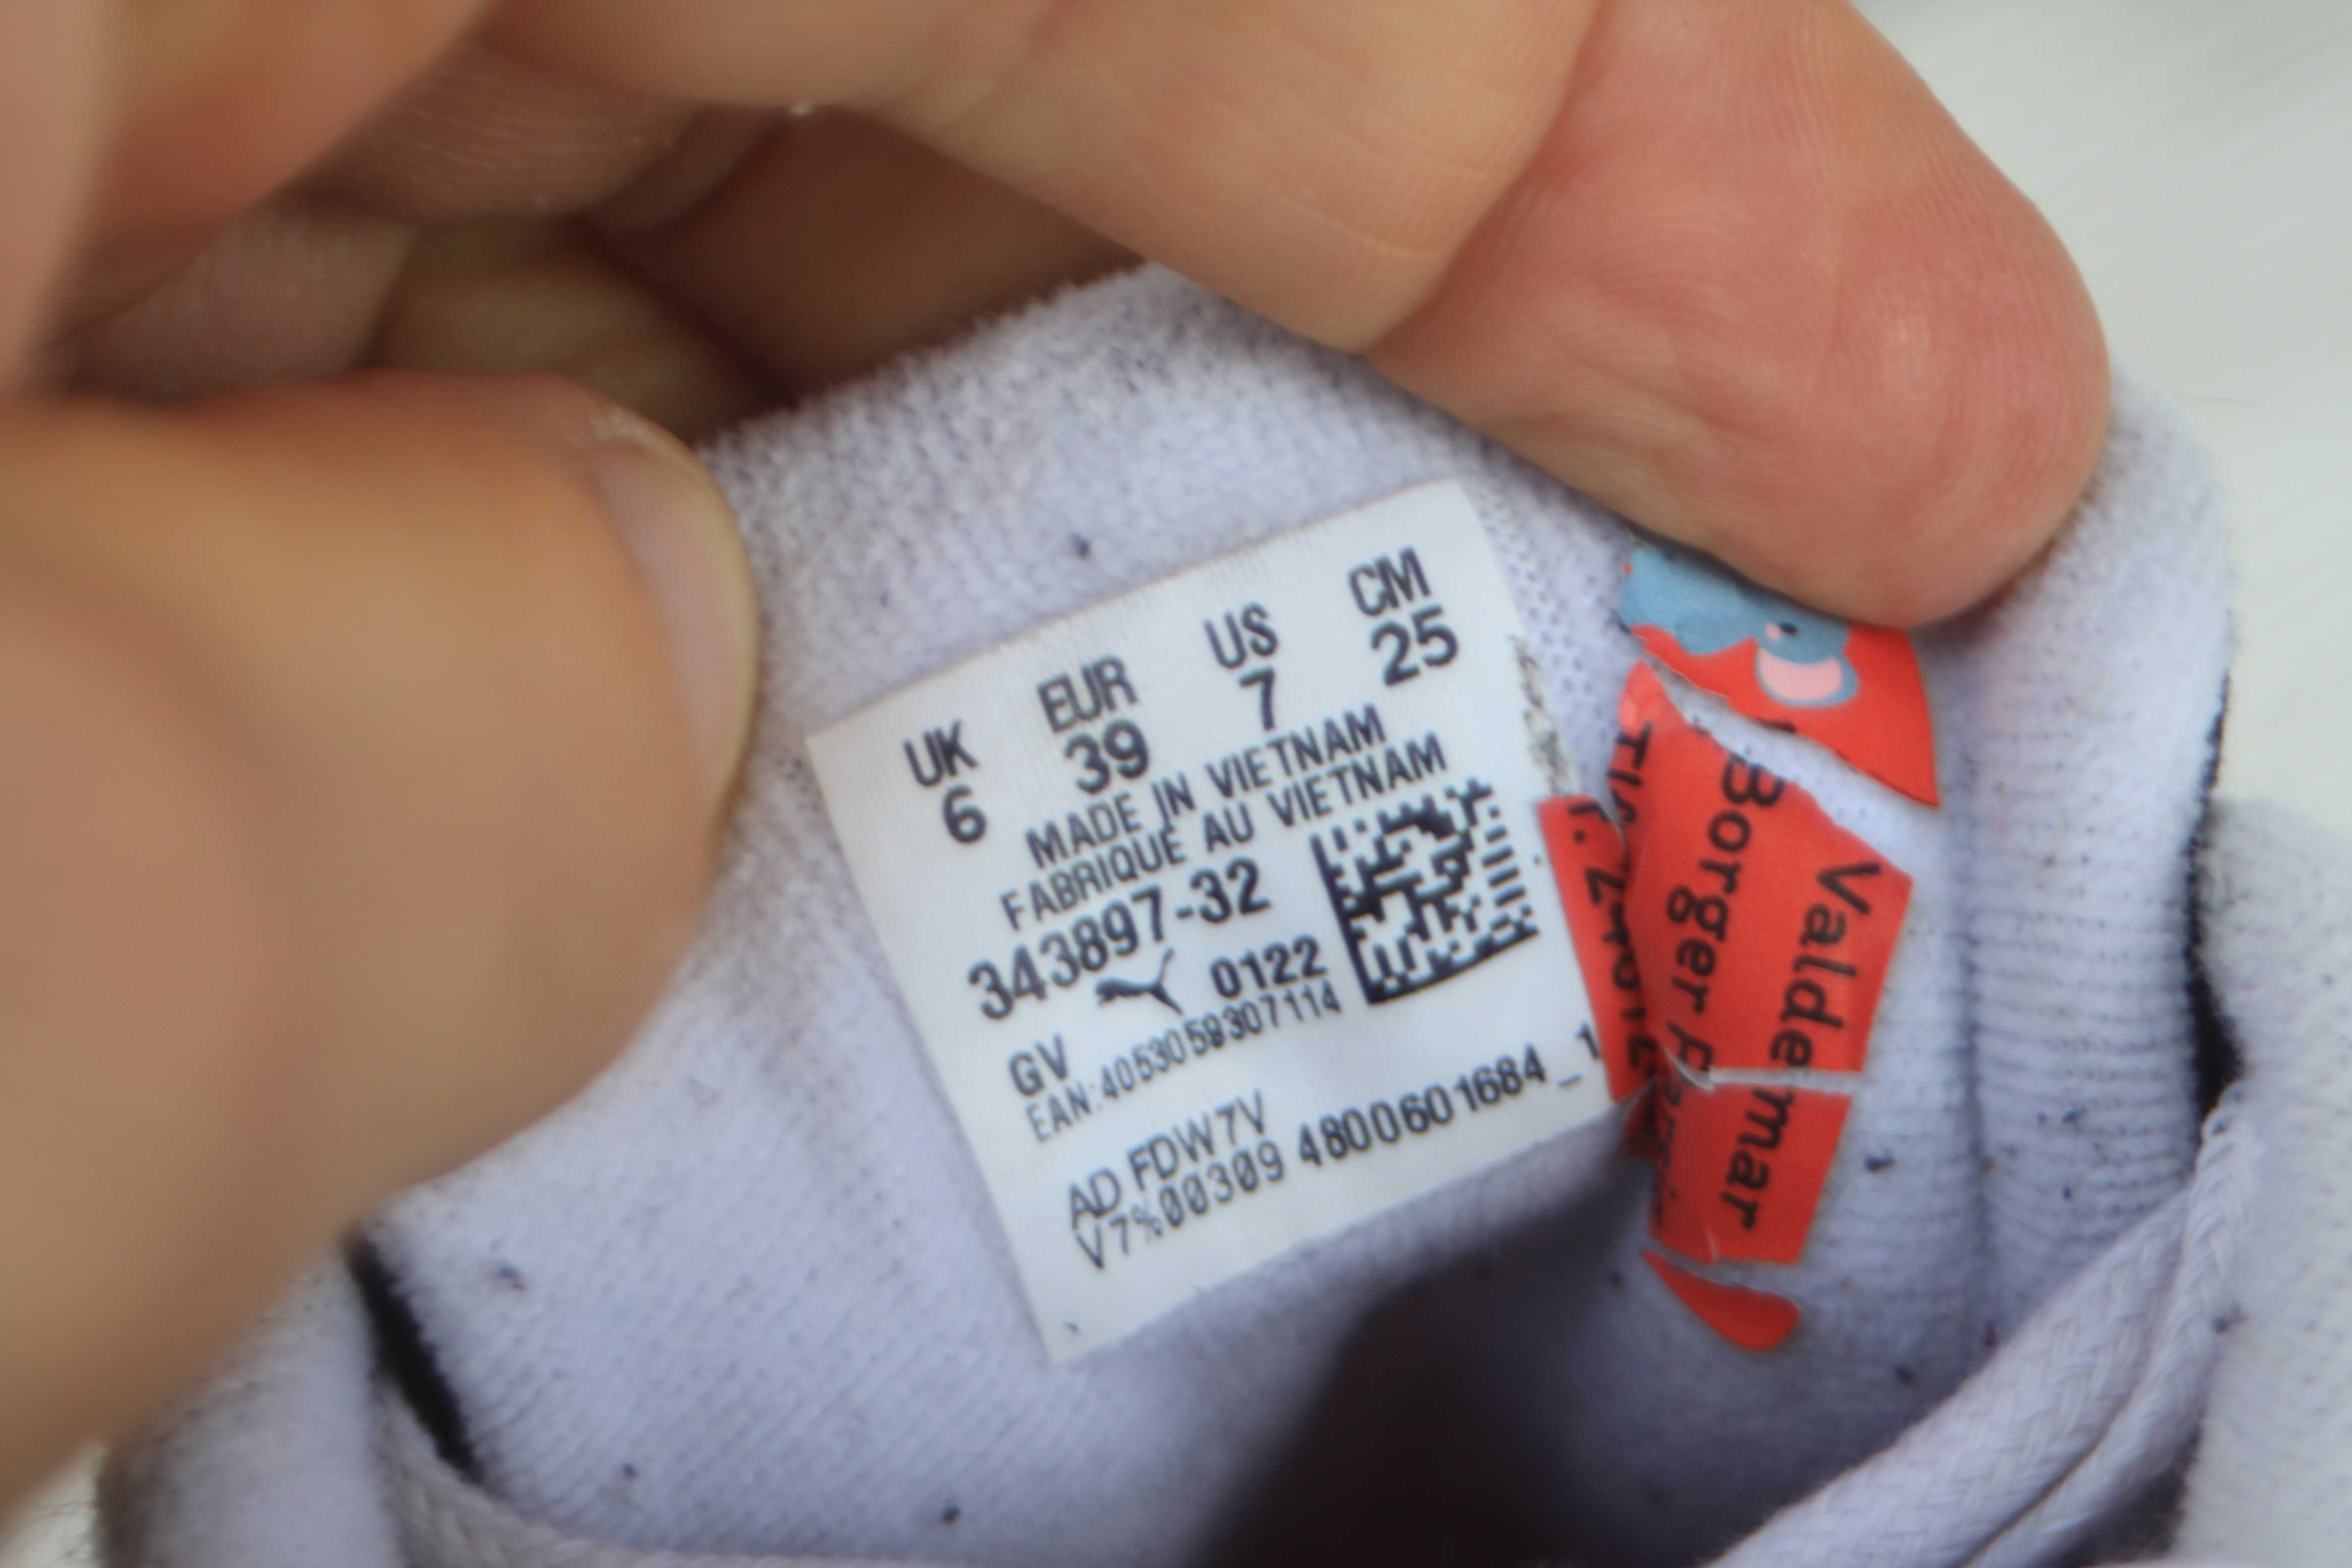 UK EUR US CM
6 39 7 25
MADE IN VIETNAM
FABRIQUE AU VIETNAM
343897-32
0122
GV
EAN:4053059307114
AD FDW7V
V7%00309 4800601684_1
Valdemar
Borger